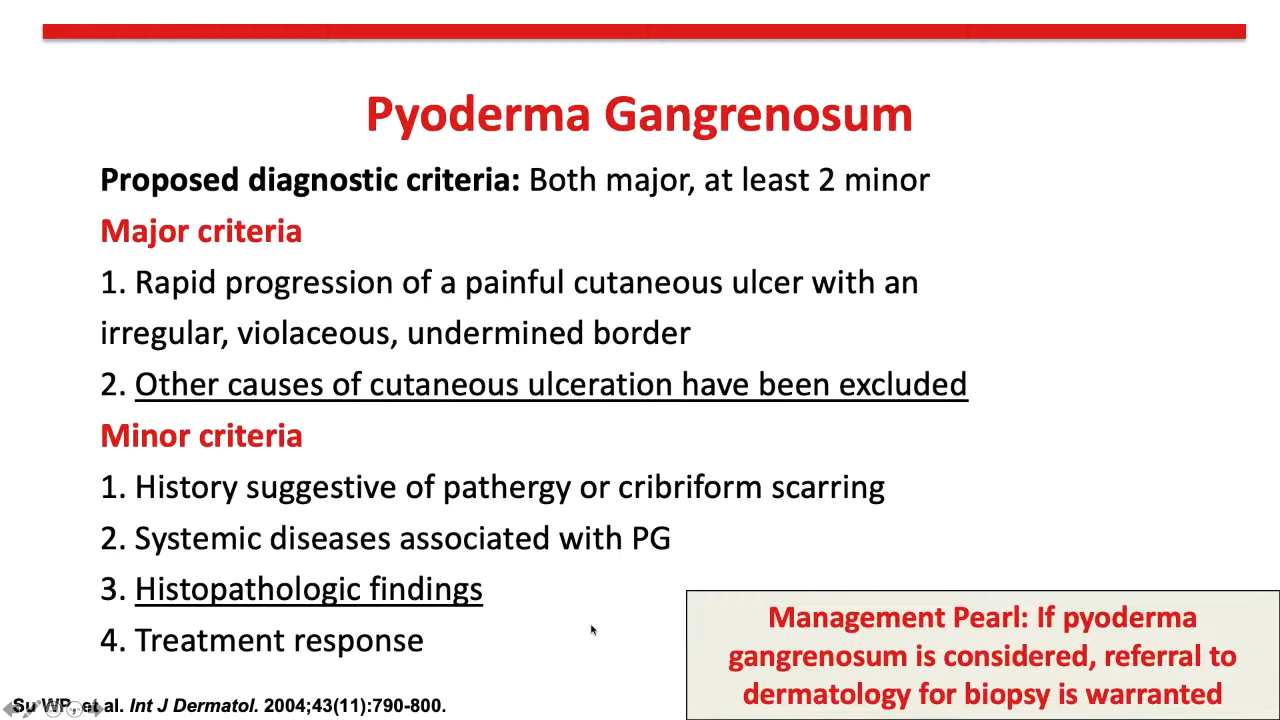 Pyoderma Gangrenosum
Proposed diagnostic criteria: Both major, at least 2 minor
Major criteria
1. Rapid progression of a painful cutaneous ulcer with an
irregular, violaceous, undermined border
2. Other causes of cutaneous ulceration have been excluded
Minor criteria
1. History suggestive of pathergy or cribriform scarring
2. Systemic diseases associated with PG
3. Histopathologic findings
4. Treatment response
Management Pearl: If pyoderma
gangrenosum is considered, referral to
dermatology for biopsy is warranted
Su WP, et al. Int J Dermatol. 2004;43(11):790-800.